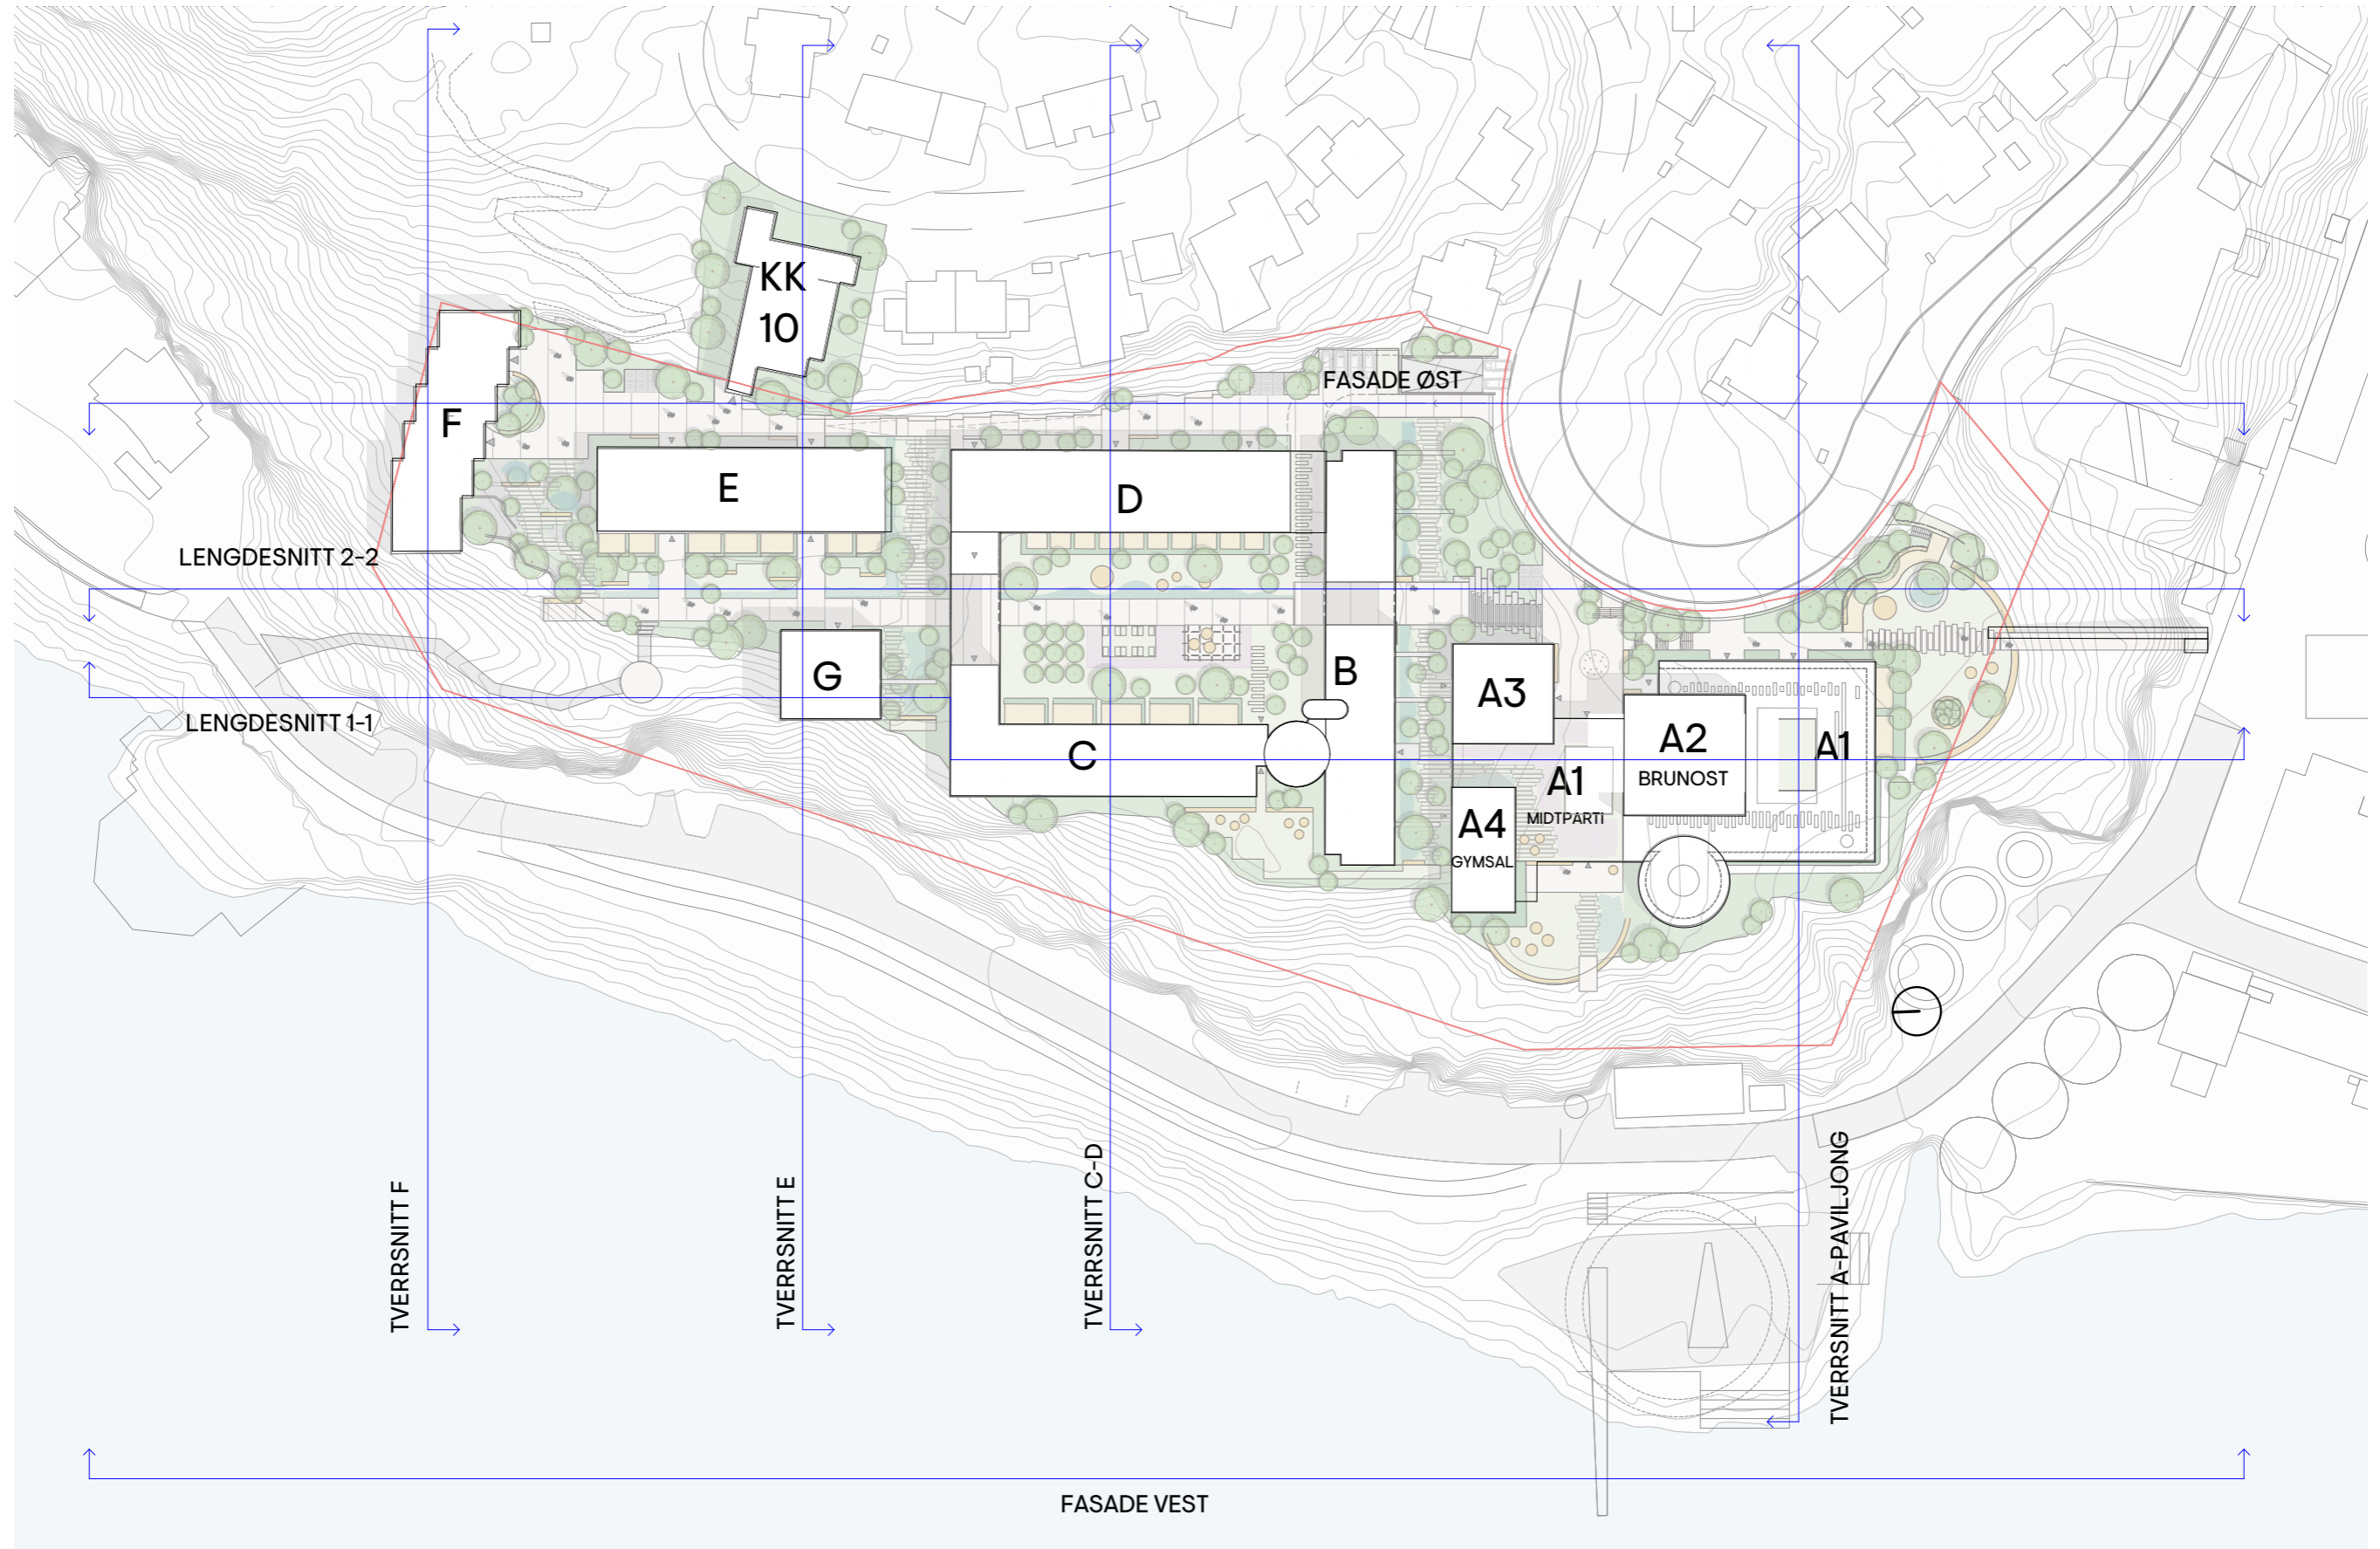 KK
10
FASADE ØST
F
E
D
LENGDESNITT 2-2
G
B
A3
LENGDESNITT 1-1
C
A2
BRUNOST
A1
A1
MIDTPARTi
A4
GYMSAL
TVERRSNITT F
TVERRSNITT E
TVERRSNITT C-D
TVERRSNITT A-PAVILJONG
FASADE VEST